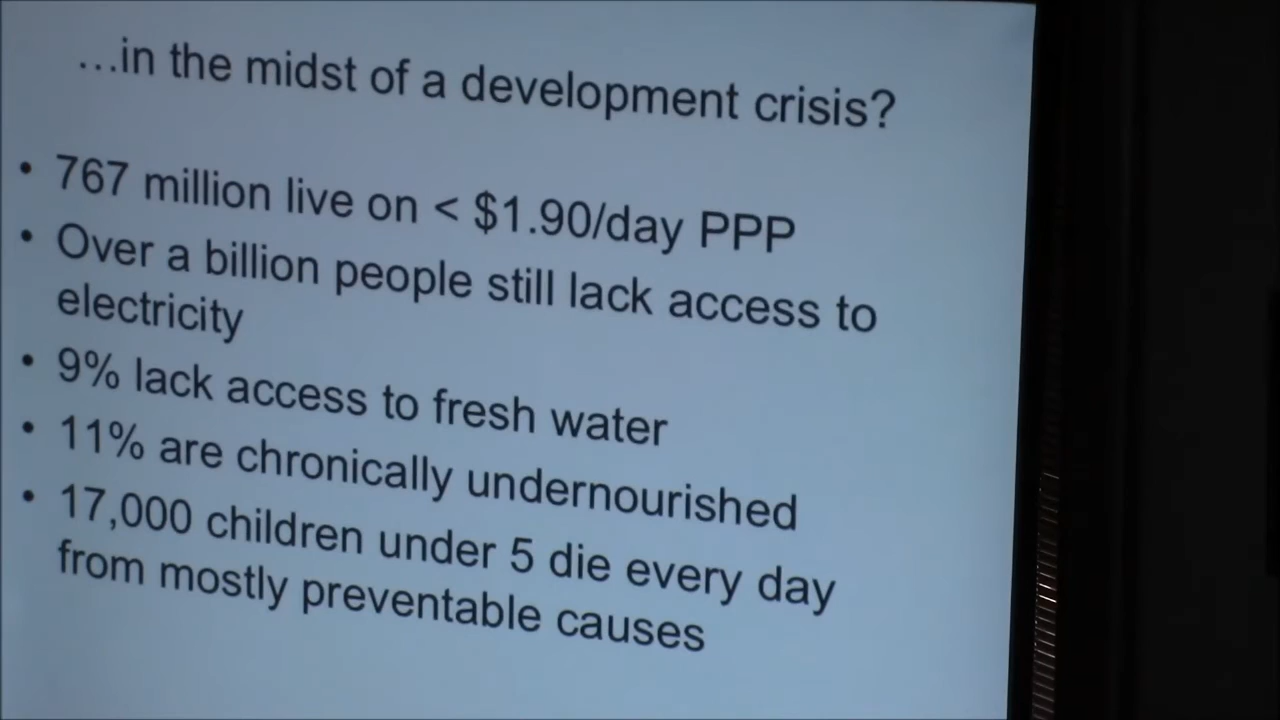 ...in the midst of a development crisis?
• 767 million live on < $1.90/day PPP
• Over a billion people still lack access to
electricity
• 9% lack access to fresh water
• 11% are chronically undernourished
• 17,000 children under 5 die every day
from mostly preventable causes